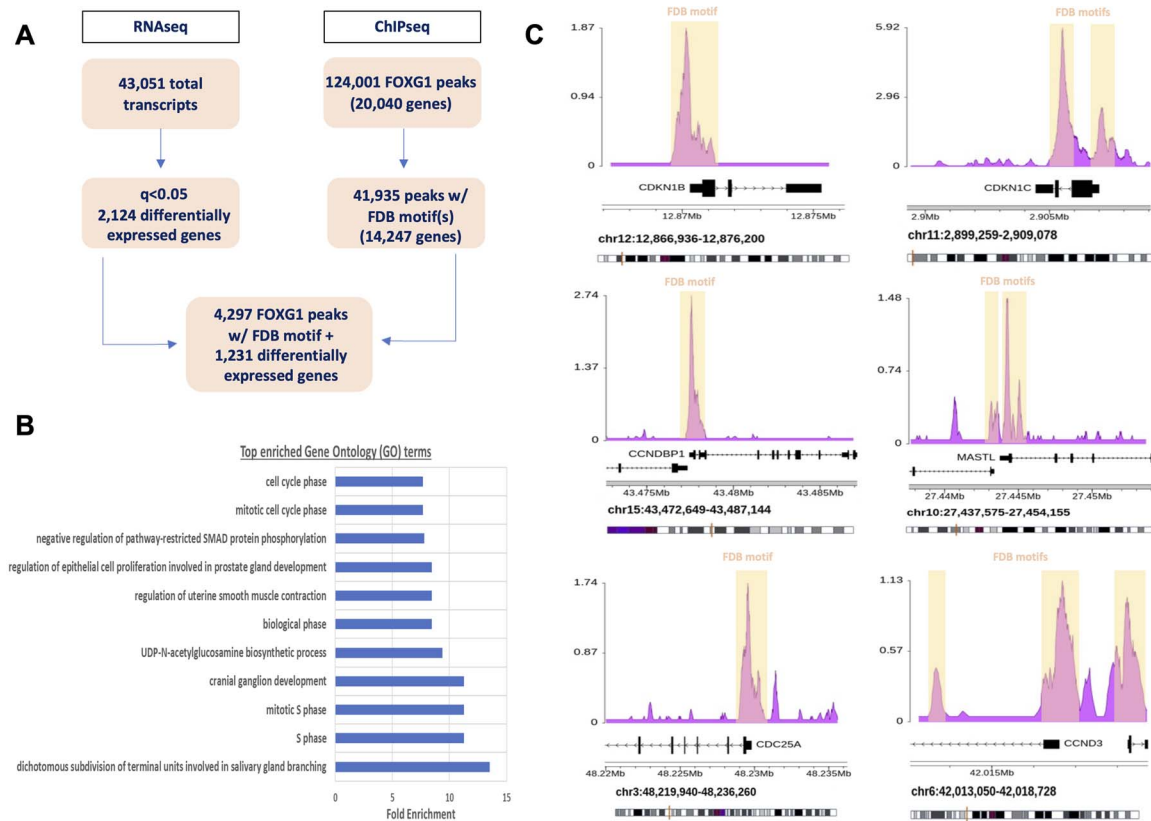 A
RNAseq
ChIPseq
43,051 total
transcripts
124,001 FOXG1 peaks
(20,040 genes)
q<0.05
2,124 differentially
expressed genes
41,935 peaks w/
FDB motif(s)
(14,247 genes)
4,297 FOXG1 peaks
w/ FDB motif +
1,231 differentially
expressed genes
B
Top enriched Gene Ontology (GO) terms
cell cycle phase
mitotic cell cycle phase
negative regulation of pathway-restricted SMAD protein phosphorylation
regulation of epithelial cell proliferation involved in prostate gland development
regulation of uterine smooth muscle contraction
biological phase
UDP-N-acetylglucosamine biosynthetic process
cranial ganglion development
mitotic S phase
S phase
dichotomous subdivision of terminal units involved in salivary gland branching
0 5 10 15
Fold Enrichment
C
FDB motif
1.87
0.94
0
CDKN1B
12.87Mb 12.875Mb
chr12:12,866,936-12,876,200
FDB motifs
5.92
2.96
0
CDKN1C
2.9Mb 2.905Mb
chr11:2,899,259-2,909,078
FDB motif
2.74
1.37
0
CCNDBP1
43.475Mb 43.48Mb 43.485Mb
chr15:43,472,649-43,487,144
FDB motifs
1.48
0.74
0
MASTL
27.44Mb 27.445Mb 27.45Mb
chr10:27,437,575-27,454,155
FDB motif
1.74
0.87
0
CDC25A
48.22Mb 48.225Mb 48.23Mb 48.235Mb
chr3:48,219,940-48,236,260
FDB motifs
1.13
0.57
0
CCND3
42.015Mb
chr6:42,013,050-42,018,728